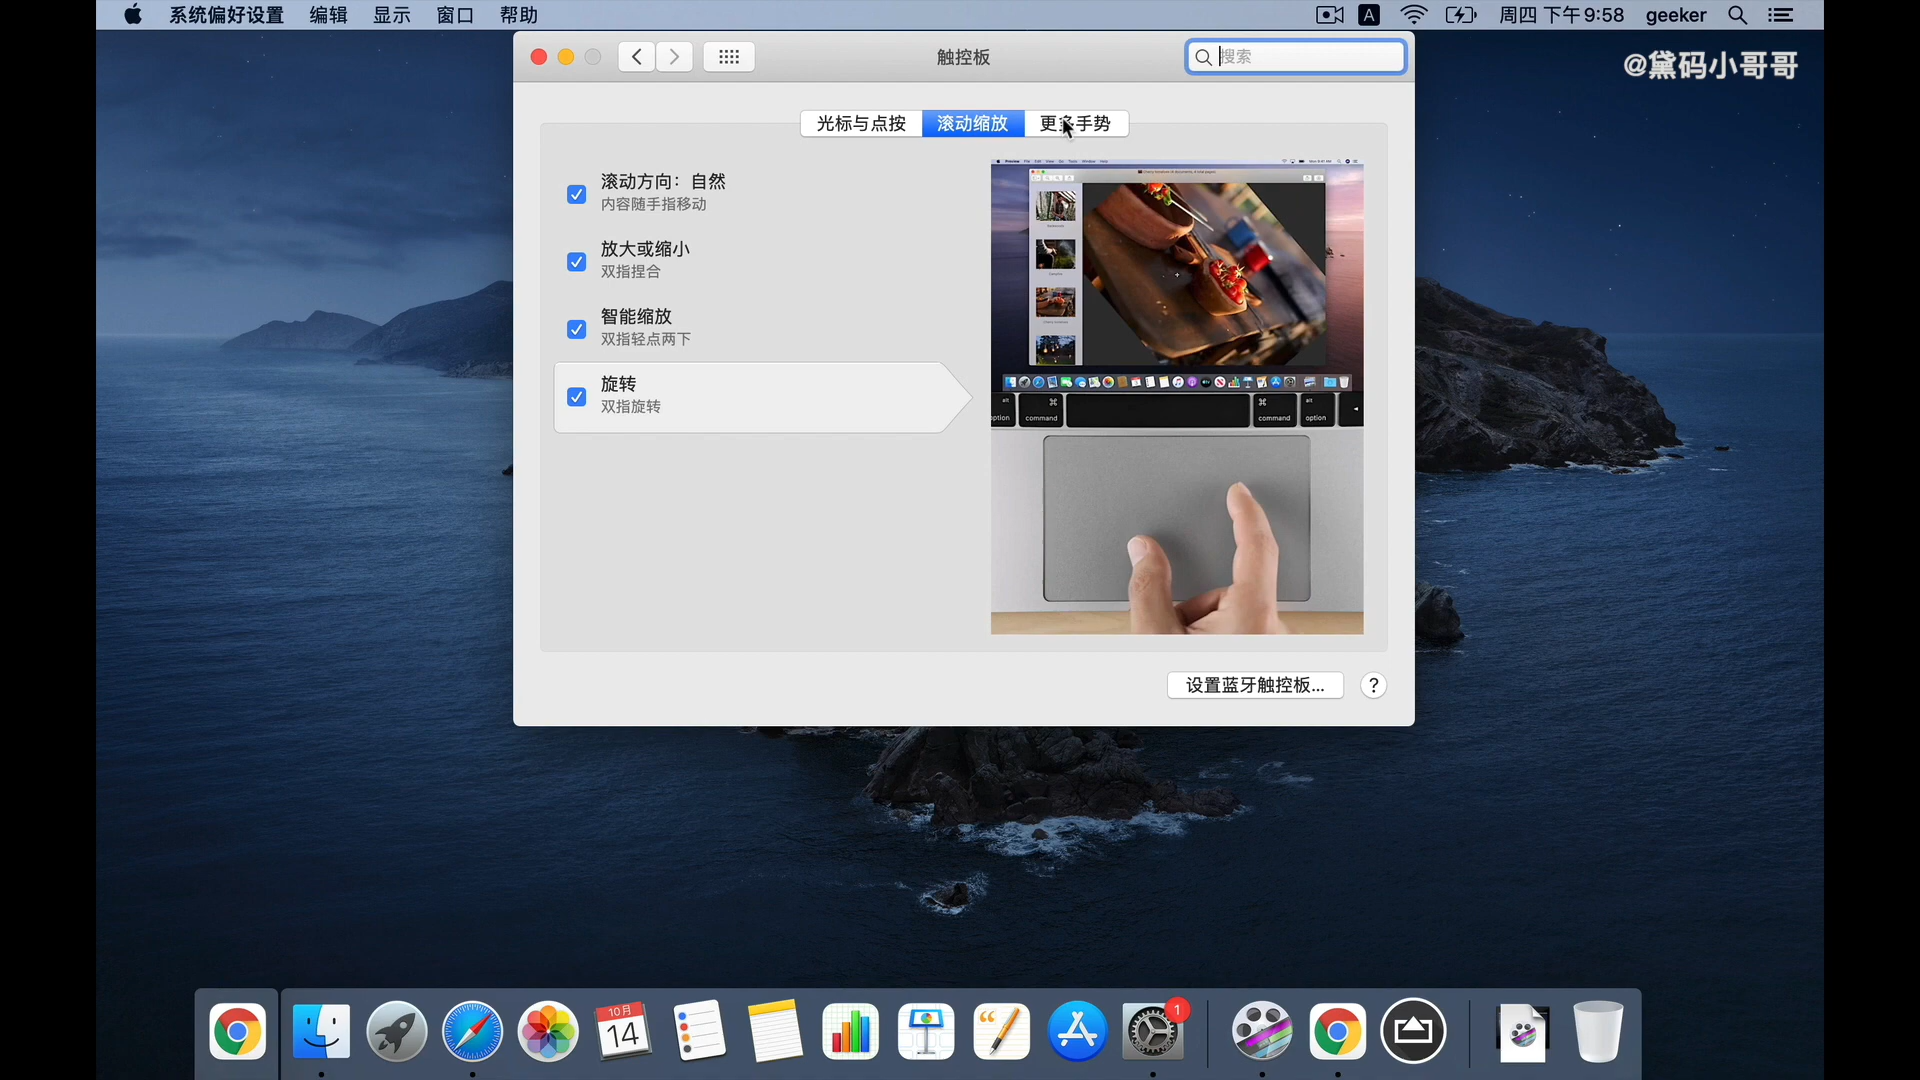 系统偏好设置 编辑 显示 窗口 帮助 A 周四 下午9:58 geeker
触控板
搜索
@黛码小哥哥
光标与点按 滚动缩放 更多手势
滚动方向：自然
内容随手指移动
放大或缩小
双指捏合
智能缩放
双指轻点两下
旋转
双指旋转
alt ⌘ ⌘ alt
option command command option
设置蓝牙触控板... ?
10月
14
1